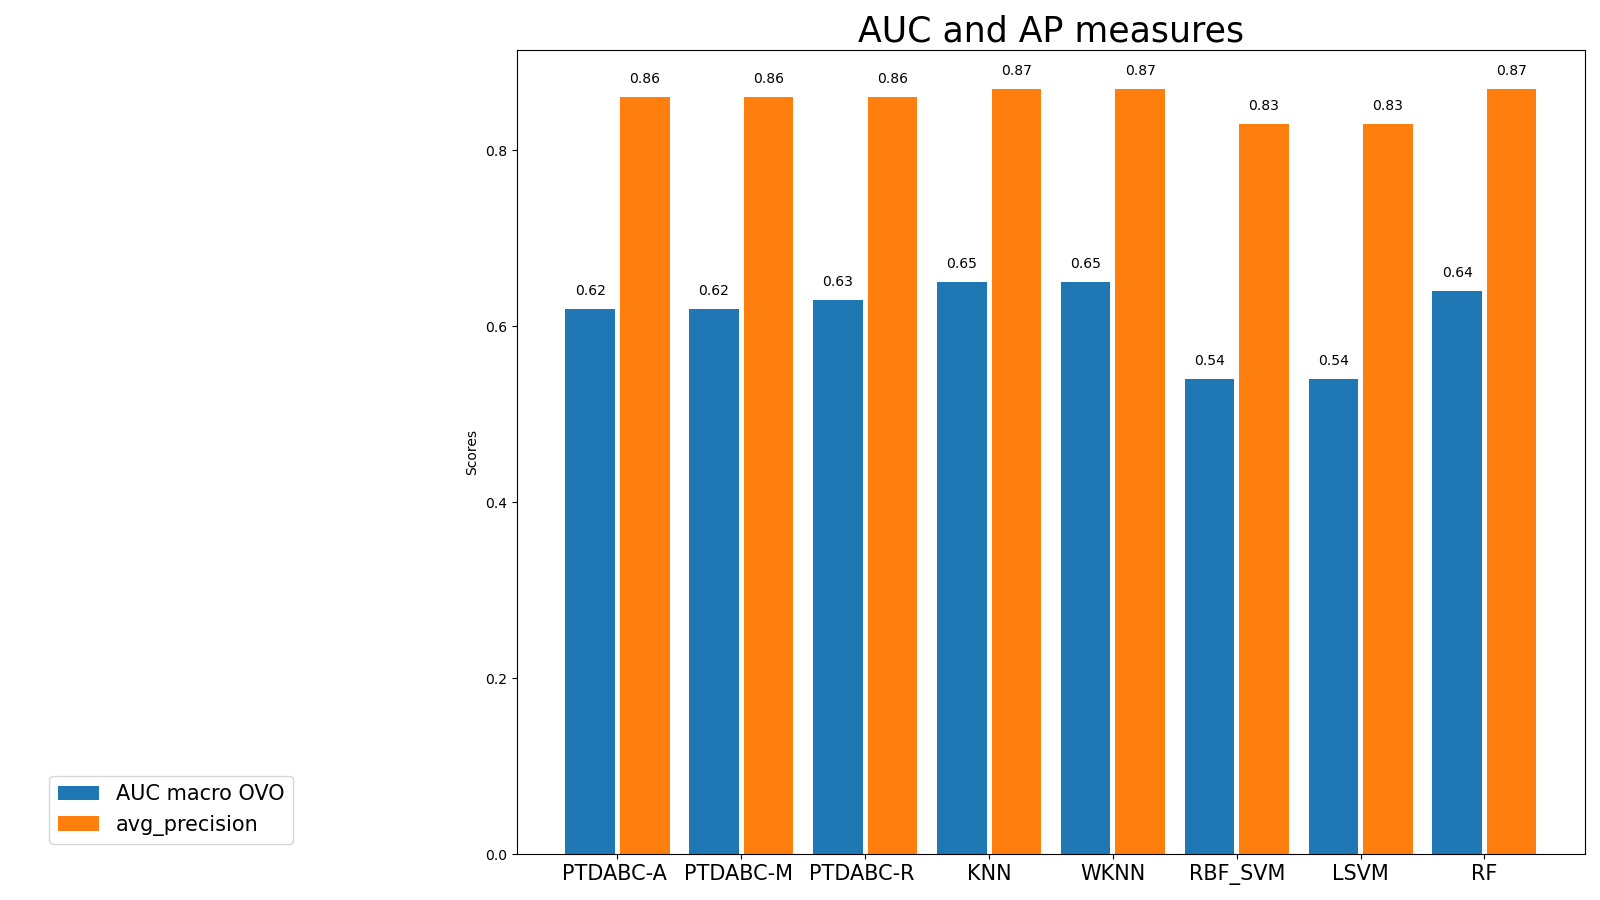 AUC and AP measures
0.86 0.86 0.86 0.87 0.87 0.83 0.83 0.87
0.62 0.62 0.63 0.65 0.65 0.54 0.54 0.64
Scores
0.8
0.6
0.4
0.2
0.0
PTDABC-A PTDABC-M PTDABC-R KNN WKNN RBF_SVM LSVM RF
AUC macro OVO
avg_precision